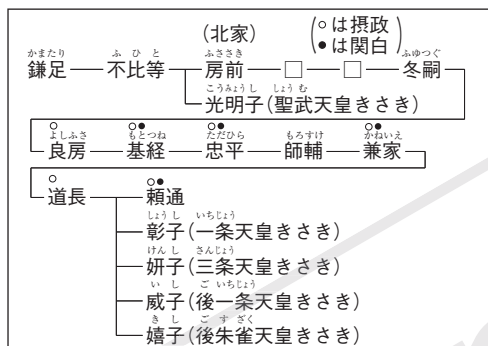 (北家)
(○は摂政
●は関白)
かまたり ふひと ふささき ふゆつぐ
鎌足 不比等 房前 □ □ 冬嗣
こうみょうし しょうむ
光明子(聖武天皇きさき)
○ ○● ○● ○●
よしふさ もとつね ただひら もろすけ かねいえ
良房 基経 忠平 師輔 兼家
○ ○●
道長 頼通
しょうし いちじょう
彰子(一条天皇きさき)
けんし さんじょう
妍子(三条天皇きさき)
いし ごいちじょう
威子(後一条天皇きさき)
きし ごすざく
嬉子(後朱雀天皇きさき)